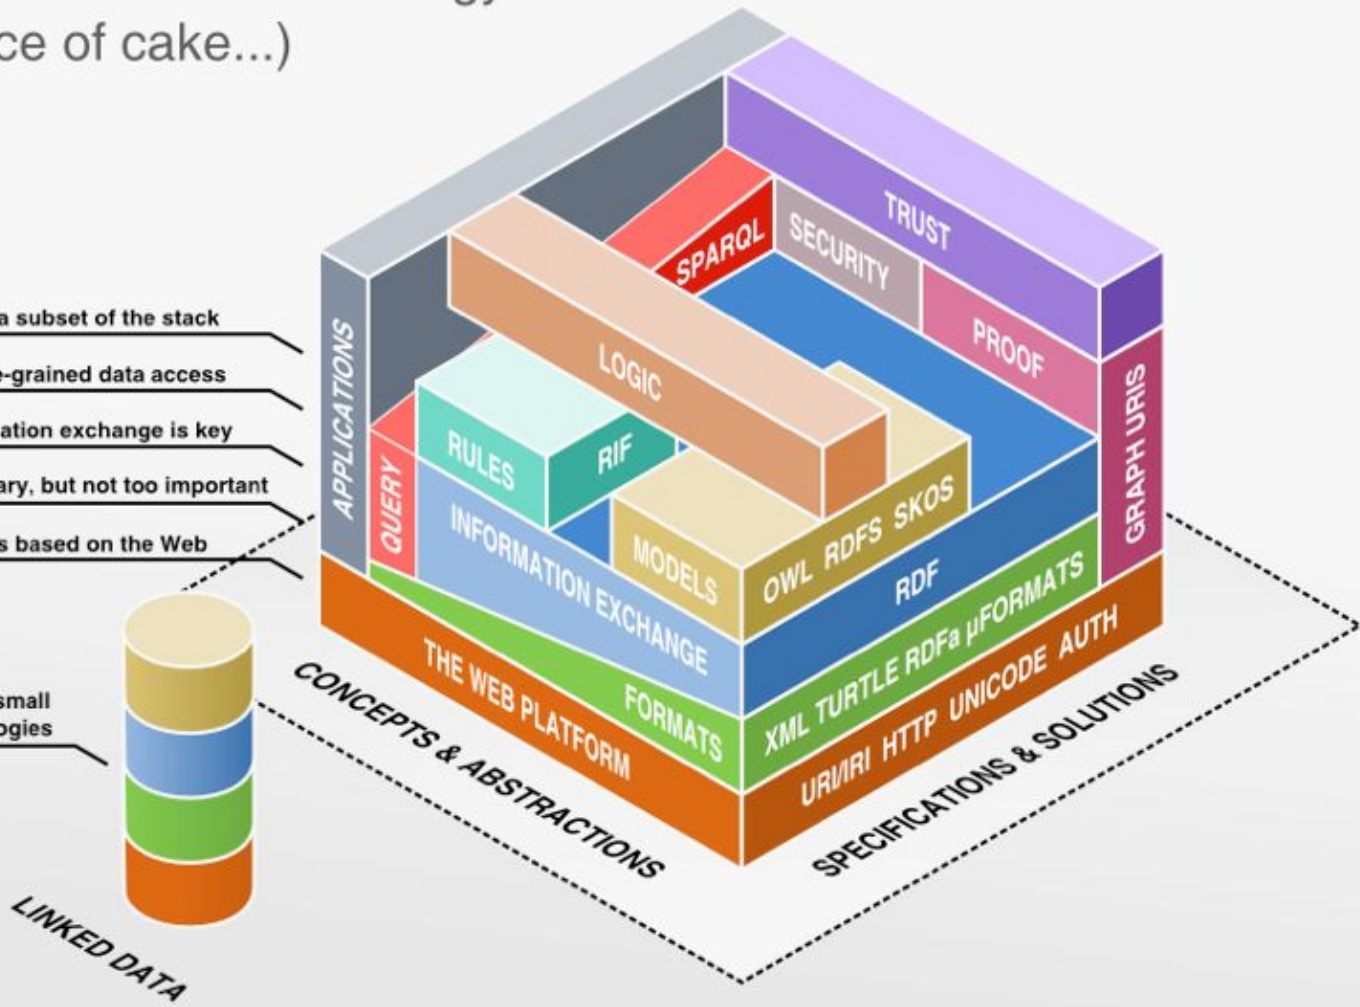 ce of cake...)
a subset of the stack
e-grained data access
ation exchange is key
ary, but not too important
s based on the Web
small
ogies
LINKED DATA
APPLICATIONS
QUERY
RULES
RIF
LOGIC
SPARQL
SECURITY
TRUST
PROOF
GRAPH URIS
INFORMATION EXCHANGE
MODELS
OWL RDFS SKOS
RDF
FORMATS
XML TURTLE RDFa μFORMATS
THE WEB PLATFORM
URI/IRI HTTP UNICODE AUTH
CONCEPTS & ABSTRACTIONS
SPECIFICATIONS & SOLUTIONS